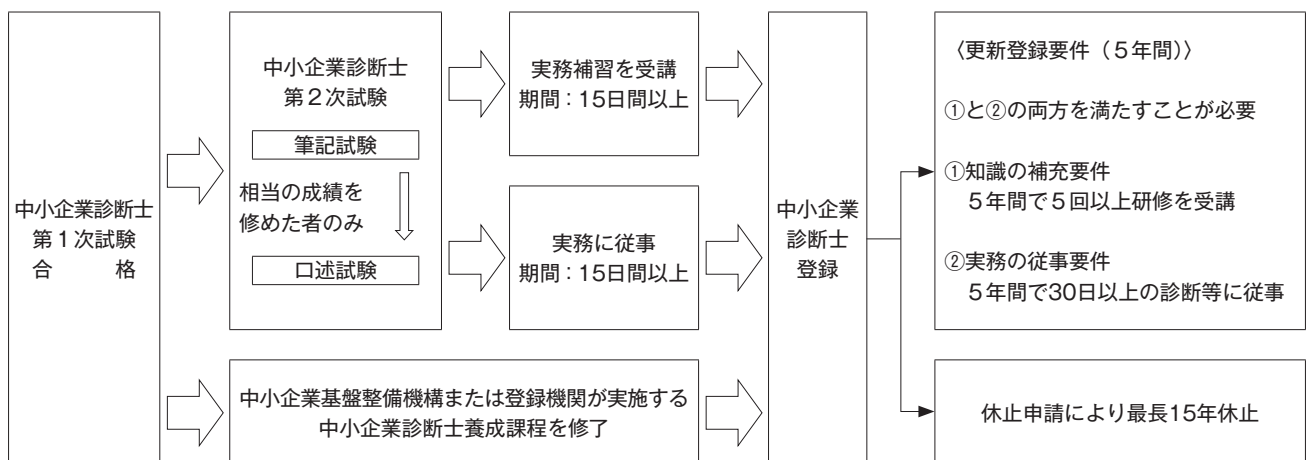 中小企業診断士
第１次試験
合　　格
中小企業診断士
第２次試験
筆記試験
相当の成績を
修めた者のみ
口述試験
実務補習を受講
期間：15日間以上
実務に従事
期間：15日間以上
中小企業基盤整備機構または登録機関が実施する
中小企業診断士養成課程を修了
中小企業
診断士
登録
〈更新登録要件（５年間）〉
①と②の両方を満たすことが必要
①知識の補充要件
５年間で５回以上研修を受講
②実務の従事要件
５年間で30日以上の診断等に従事
休止申請により最長15年休止